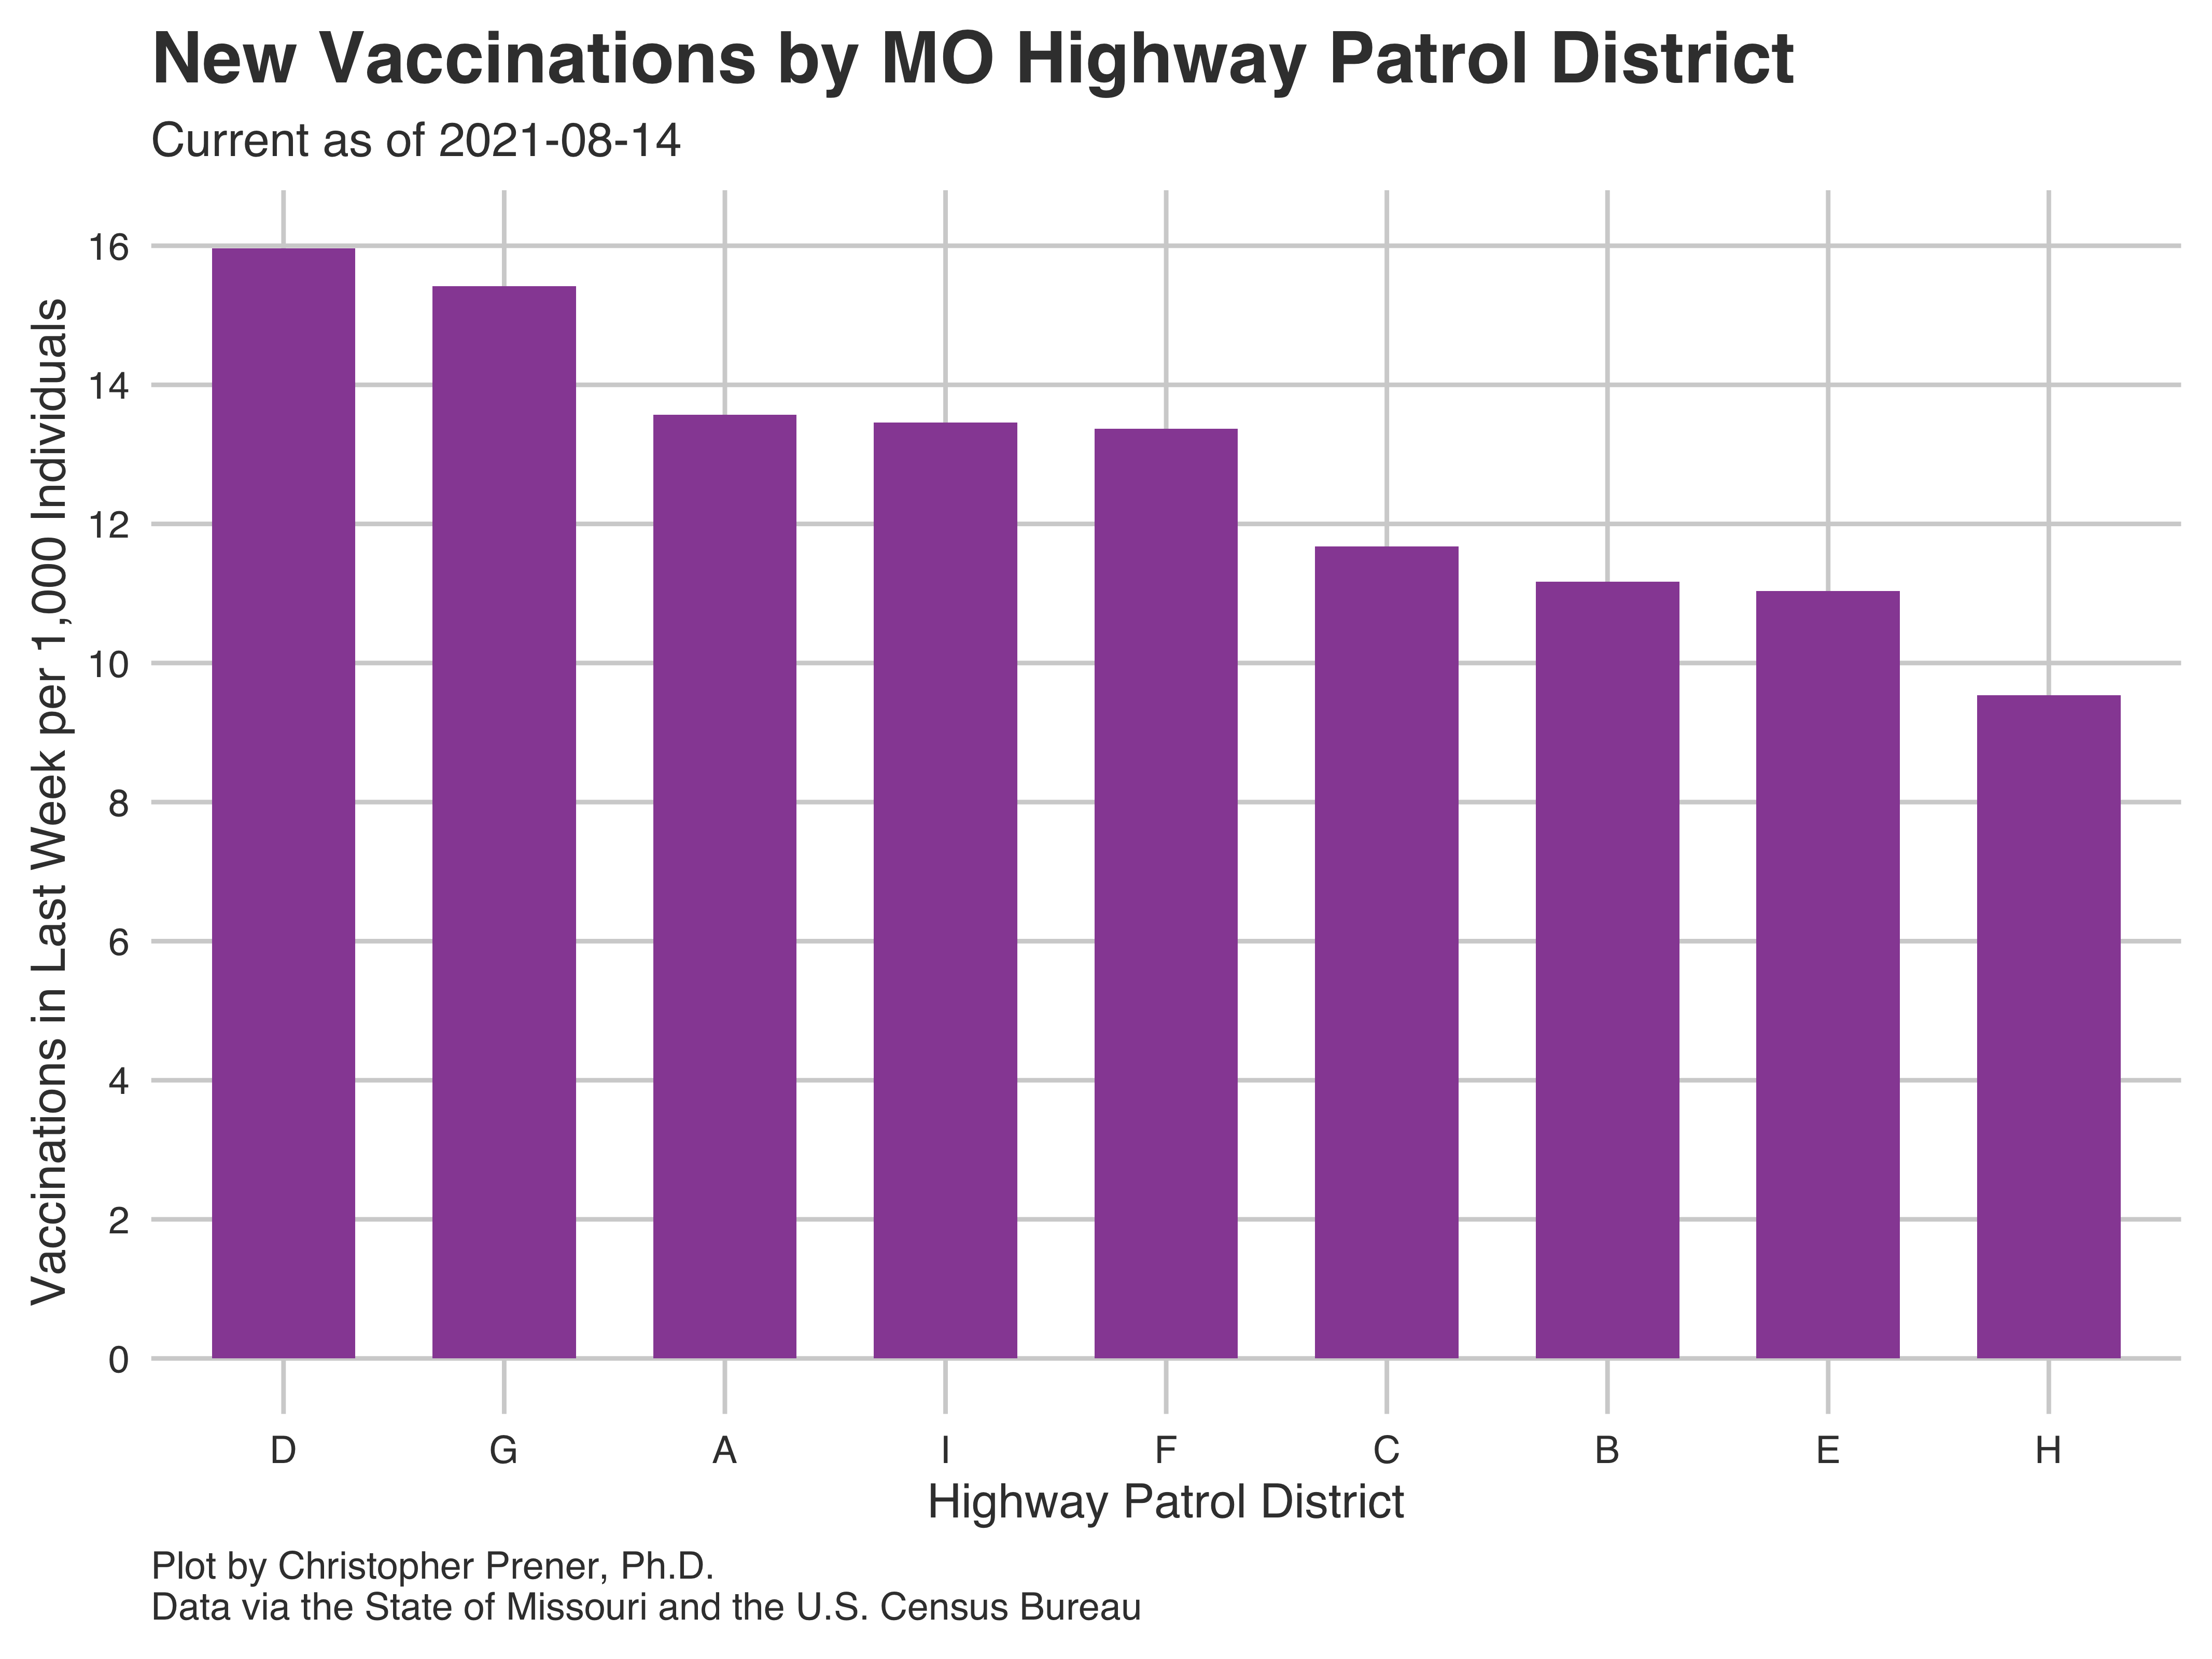 New Vaccinations by MO Highway Patrol District
Current as of 2021-08-14
Vaccinations in Last Week per 1,000 Individuals
16
14
12
10
8
6
4
2
0
D G A I F C B E H
Highway Patrol District
Plot by Christopher Prener, Ph.D.
Data via the State of Missouri and the U.S. Census Bureau